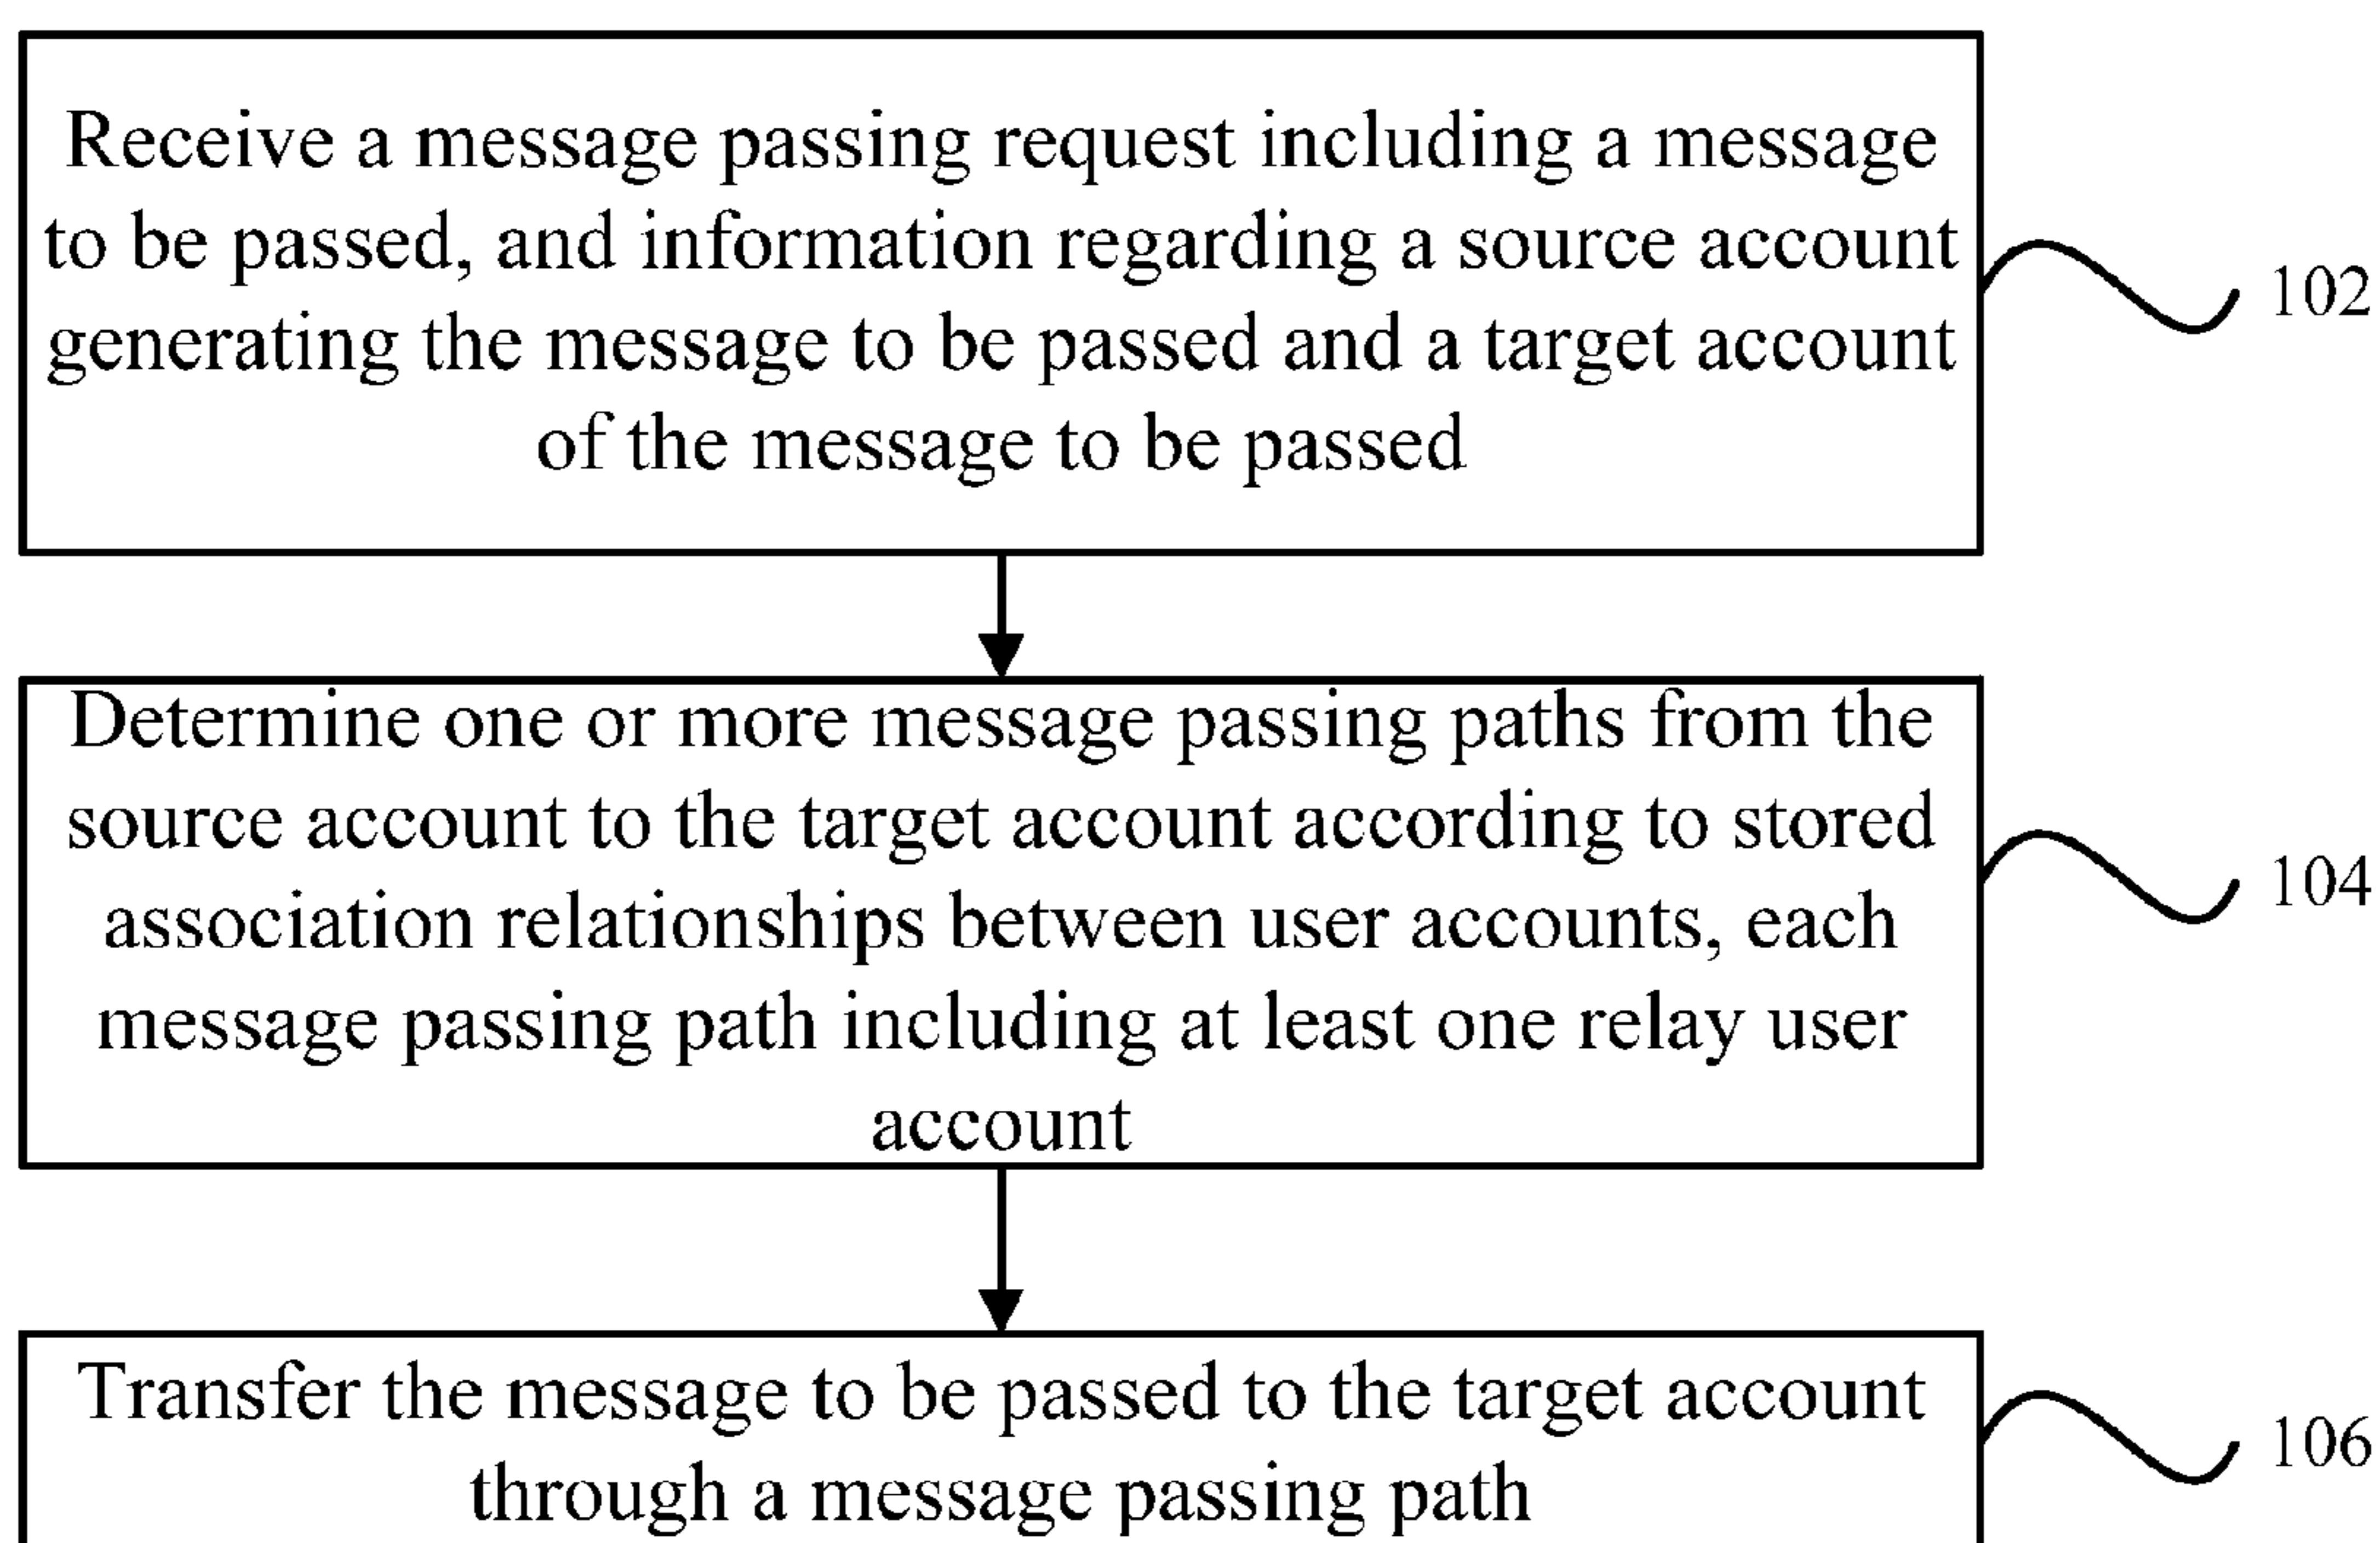 Receive a message passing request including a message
to be passed, and information regarding a source account
generating the message to be passed and a target account
of the message to be passed
102
Determine one or more message passing paths from the
source account to the target account according to stored
association relationships between user accounts, each
message passing path including at least one relay user
account
104
Transfer the message to be passed to the target account
through a message passing path
106